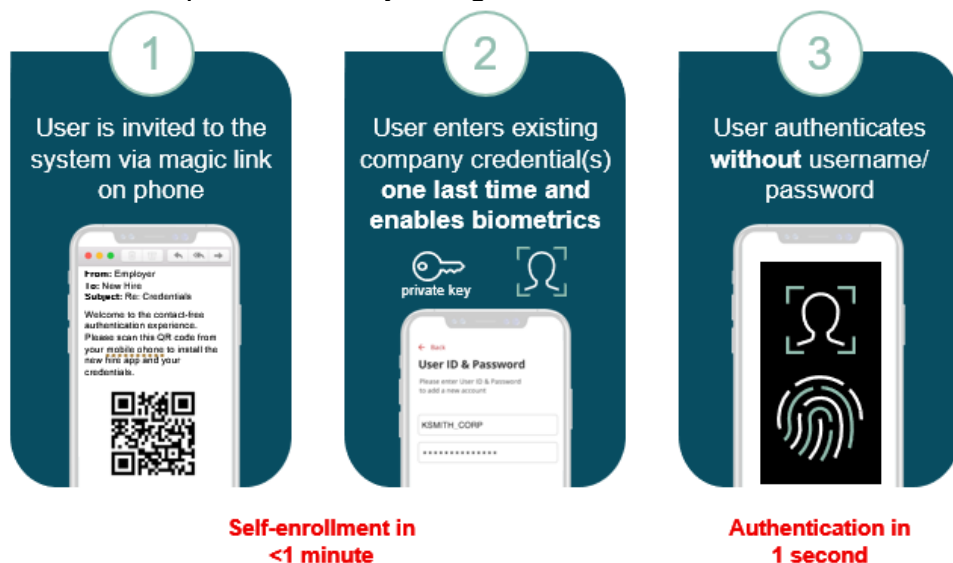 1
User is invited to the
system via magic link
on phone
From: Employer
To: New Hire
Subject: Re: Credentials
Welcome to the contact-free
authentication experience.
Please scan this QR code from
your mobile phone to install the
new hire app and your
credentials.
2
User enters existing
company credential(s)
one last time and
enables biometrics
private key
← Back
User ID & Password
Please enter User ID & Password
to add a new account
KSMITH_CORP
**************
3
User authenticates
without username/
password
Self-enrollment in
<1 minute
Authentication in
1 second